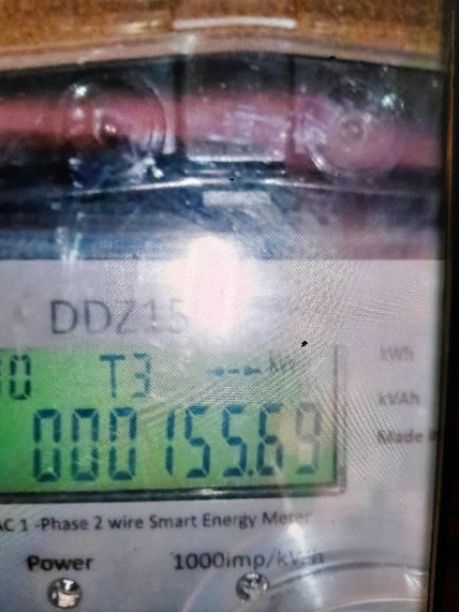 DDZ15
T3
kWh
000155.69
kVAh
AC 1 -Phase 2 wire Smart Energy Meter
Power
1000imp/kWh